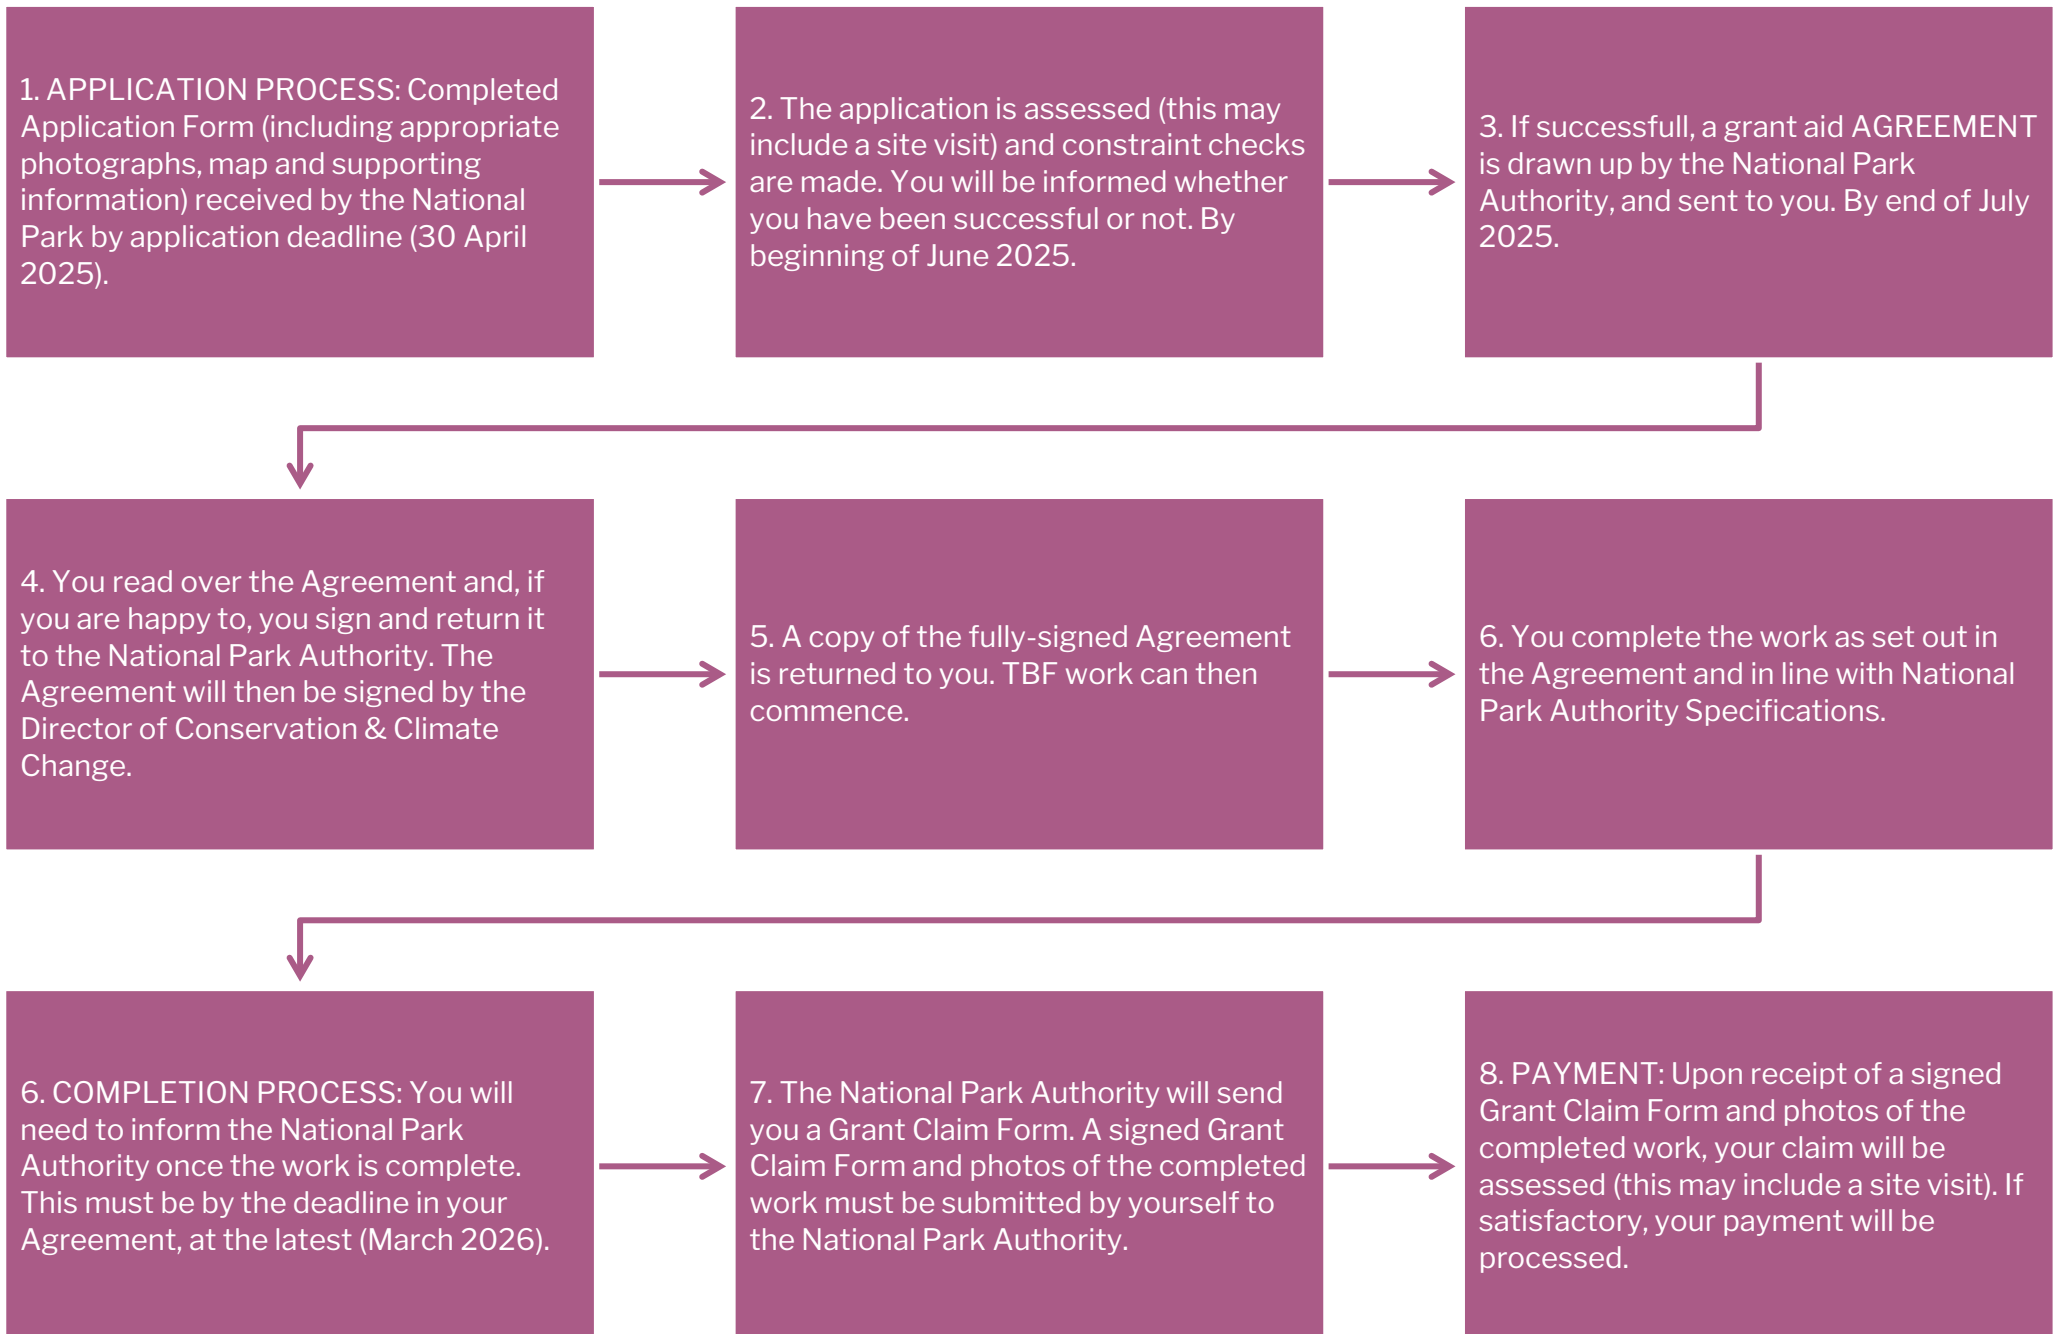 1. APPLICATION PROCESS: Completed
Application Form (including appropriate
photographs, map and supporting
information) received by the National
Park by application deadline (30 April
2025).
2. The application is assessed (this may
include a site visit) and constraint checks
are made. You will be informed whether
you have been successful or not. By
beginning of June 2025.
3. If successfull, a grant aid AGREEMENT
is drawn up by the National Park
Authority, and sent to you. By end of July
2025.
4. You read over the Agreement and, if
you are happy to, you sign and return it
to the National Park Authority. The
Agreement will then be signed by the
Director of Conservation & Climate
Change.
5. A copy of the fully-signed Agreement
is returned to you. TBF work can then
commence.
6. You complete the work as set out in
the Agreement and in line with National
Park Authority Specifications.
6. COMPLETION PROCESS: You will
need to inform the National Park
Authority once the work is complete.
This must be by the deadline in your
Agreement, at the latest (March 2026).
7. The National Park Authority will send
you a Grant Claim Form. A signed Grant
Claim Form and photos of the completed
work must be submitted by yourself to
the National Park Authority.
8. PAYMENT: Upon receipt of a signed
Grant Claim Form and photos of the
completed work, your claim will be
assessed (this may include a site visit). If
satisfactory, your payment will be
processed.